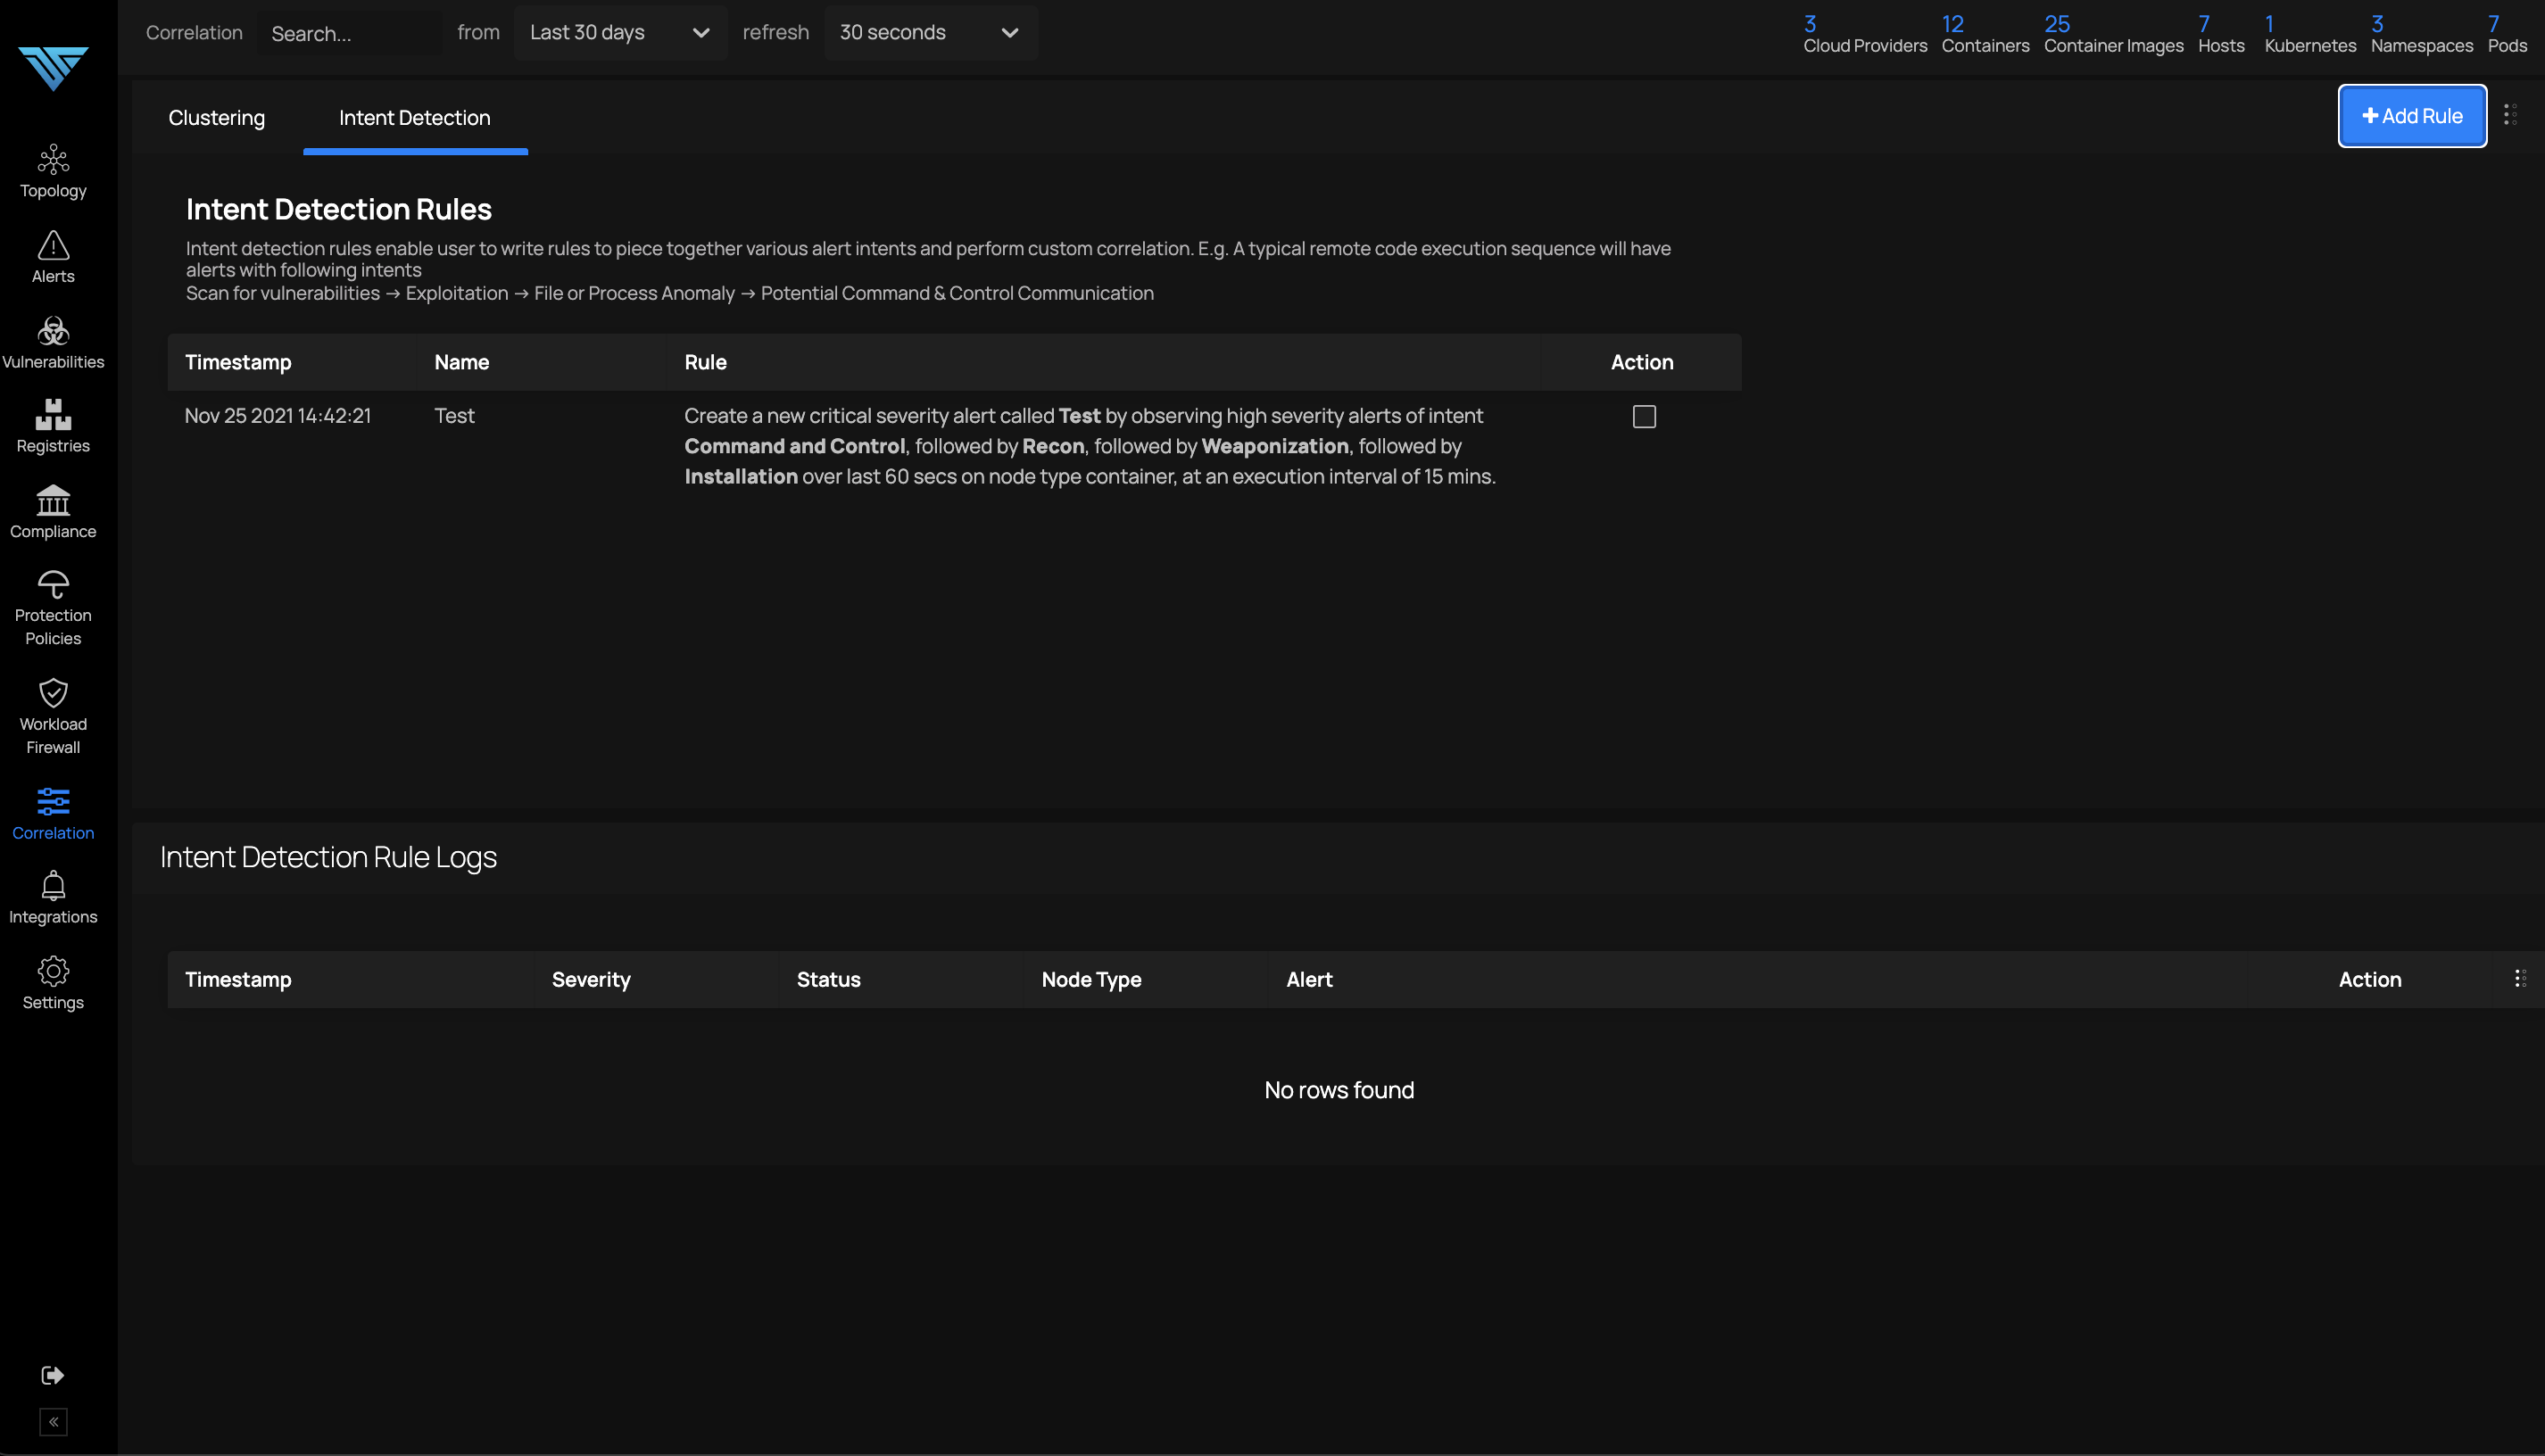 Correlation Search... from Last 30 days refresh 30 seconds
3 12 25 7 1 3 7
Cloud Providers Containers Container Images Hosts Kubernetes Namespaces Pods
Topology
Alerts
Vulnerabilities
Registries
Compliance
Protection
Policies
Workload
Firewall
Correlation
Integrations
Settings
Clustering Intent Detection + Add Rule
Intent Detection Rules
Intent detection rules enable user to write rules to piece together various alert intents and perform custom correlation. E.g. A typical remote code execution sequence will have
alerts with following intents
Scan for vulnerabilities → Exploitation → File or Process Anomaly → Potential Command & Control Communication
Timestamp Name Rule Action
Nov 25 2021 14:42:21 Test Create a new critical severity alert called Test by observing high severity alerts of intent
Command and Control, followed by Recon, followed by Weaponization, followed by
Installation over last 60 secs on node type container, at an execution interval of 15 mins.
Intent Detection Rule Logs
Timestamp Severity Status Node Type Alert Action
No rows found